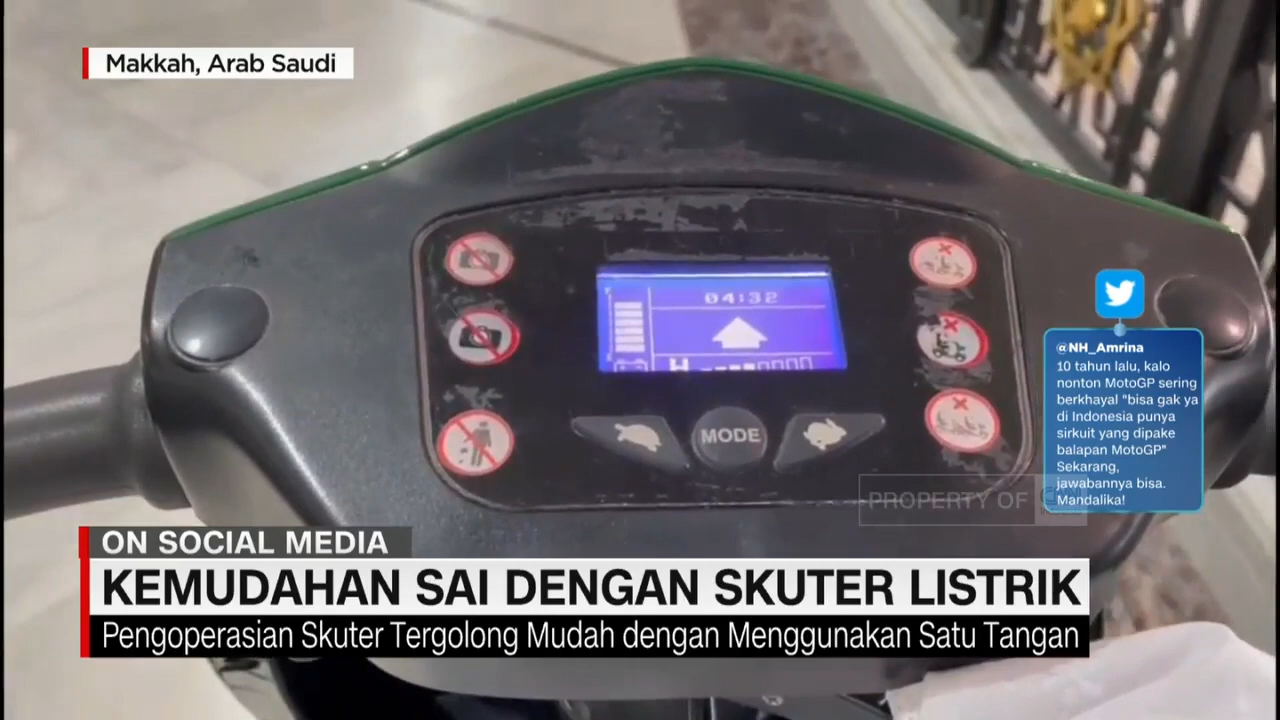 Makkah, Arab Saudi
04:32
MODE
@NH_Amrina
10 tahun lalu, kalo
nonton MotoGP sering
berkhayal "bisa gak ya
di Indonesia punya
sirkuit yang dipake
balapan MotoGP"
Sekarang,
jawabannya bisa.
Mandalika!
PROPERTY OF
ON SOCIAL MEDIA
KEMUDAHAN SAI DENGAN SKUTER LISTRIK
Pengoperasian Skuter Tergolong Mudah dengan Menggunakan Satu Tangan